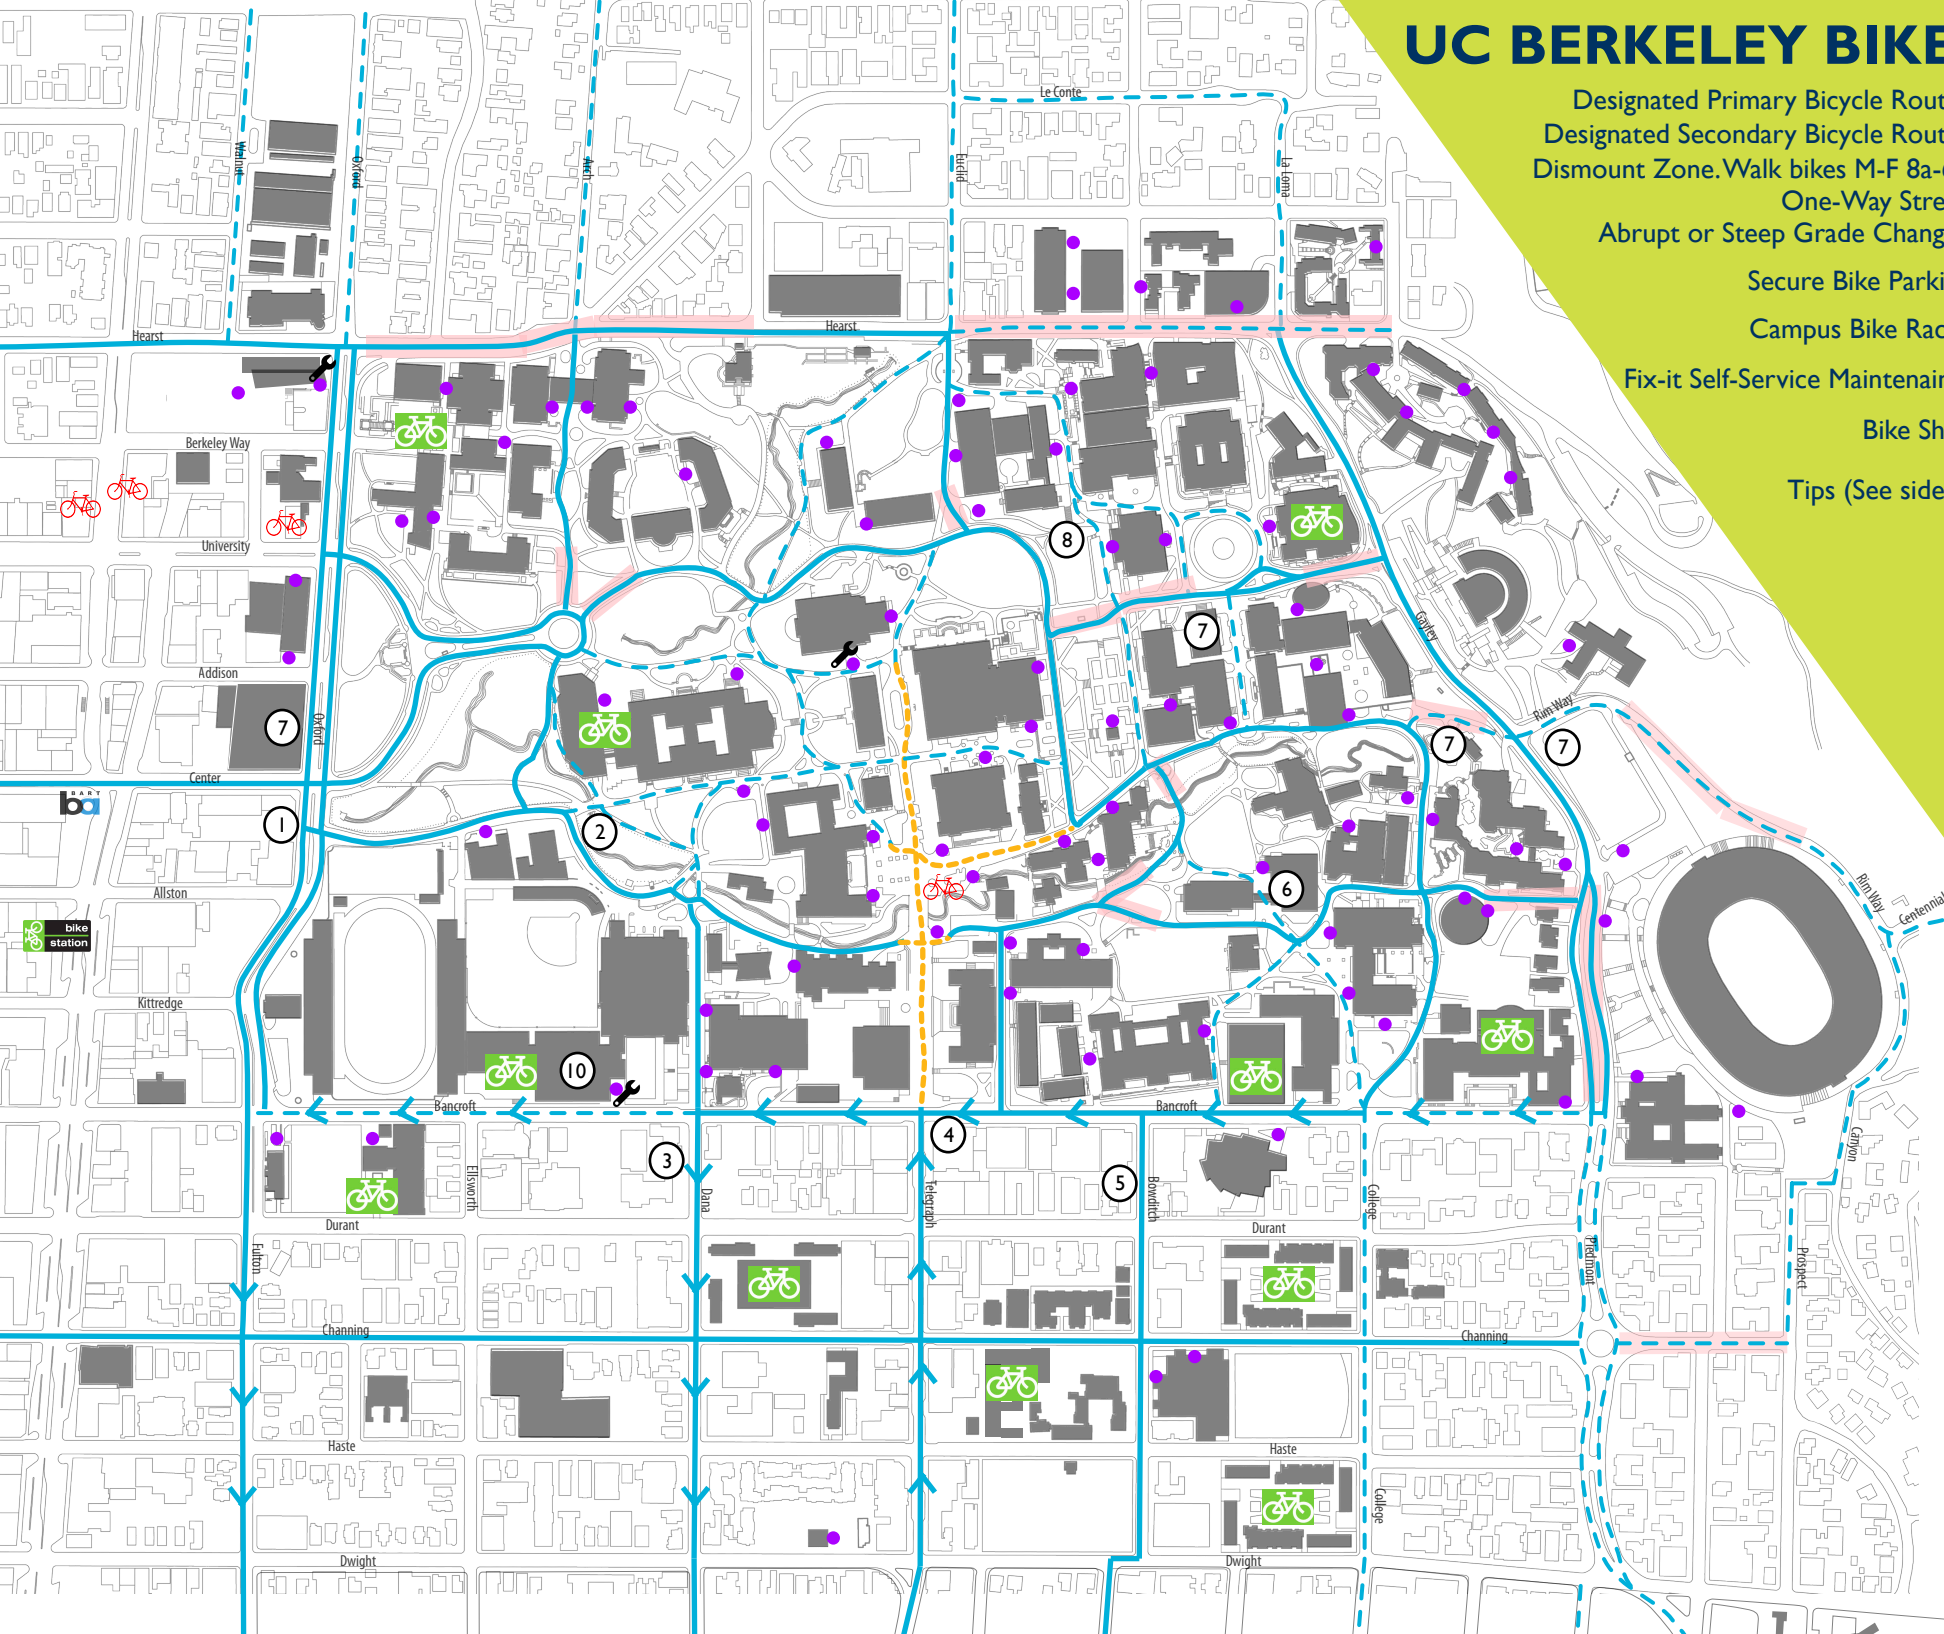 UC BERKELEY BIKE
Designated Primary Bicycle Rout
Designated Secondary Bicycle Rout
Dismount Zone. Walk bikes M-F 8a-
One-Way Stre
Abrupt or Steep Grade Chang
Secure Bike Parki
Campus Bike Rac
Fix-it Self-Service Maintenain
Bike Sh
Tips (See side
Le Conte
Walnut
Oxford
Arch
Euclid
La Loma
Hearst
Hearst
Berkeley Way
University
8
Addison
7
Gayley
Rim Way
7
Oxford
7
7
Center
BART
ba
1
2
Allston
6
Rim Way
Centennial
bike
station
Kittredge
10
Bancroft
Bancroft
4
3
5
Ellsworth
Dana
Telegraph
Bowditch
College
Canyon
Durant
Durant
Fulton
Piedmont
Prospect
Channing
Channing
Haste
Haste
College
Dwight
Dwight